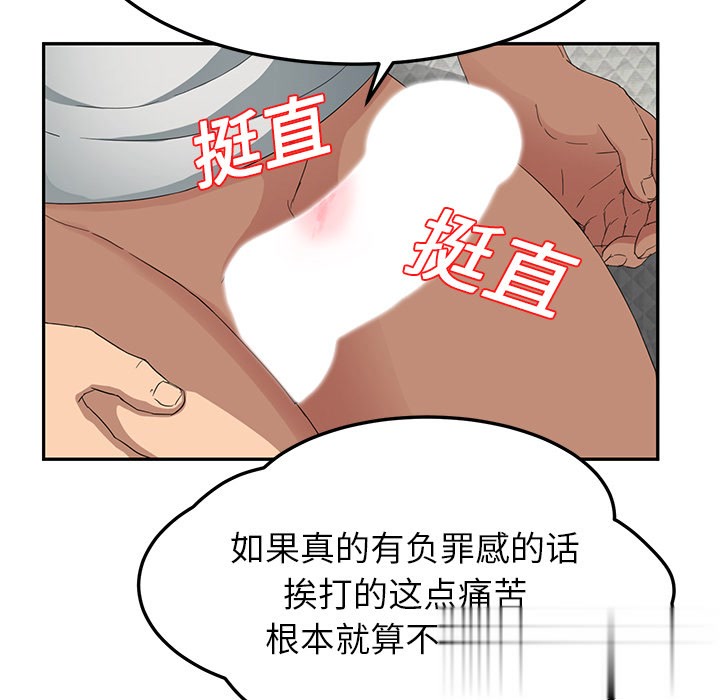 挺直
挺直
如果真的有负罪感的话
挨打的这点痛苦
根本就算不